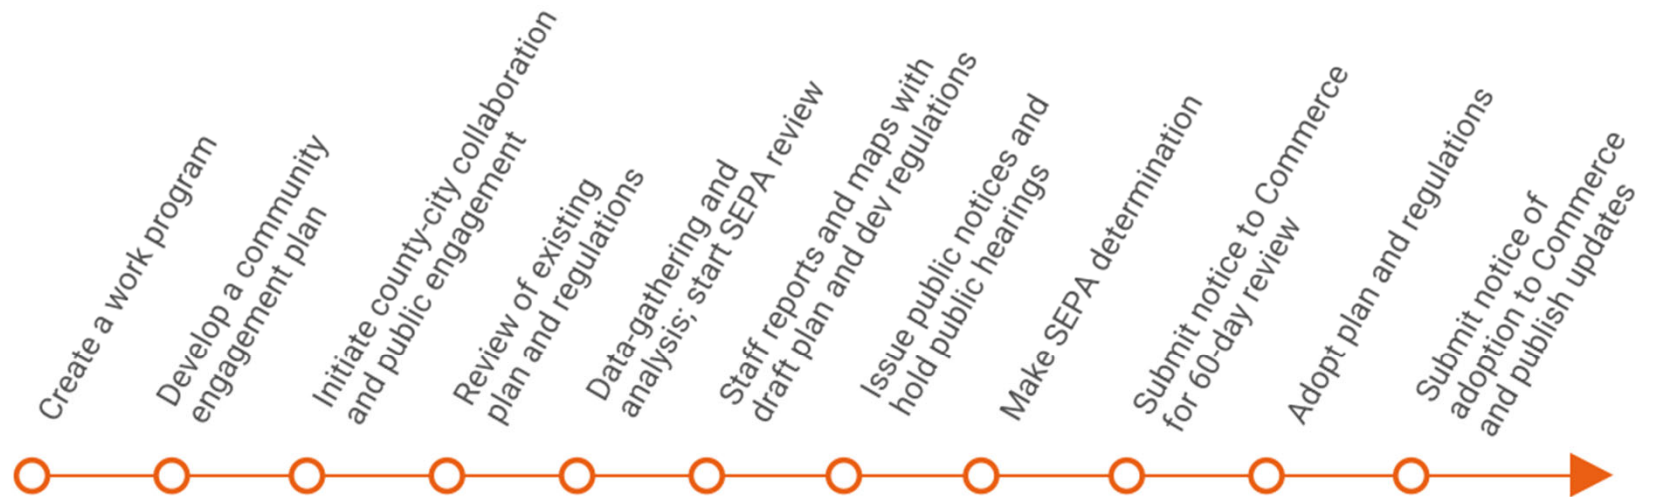 Create a work program
Develop a community
engagement plan
Initiate county-city collaboration
and public engagement
Review of existing
plan and regulations
Data-gathering and
analysis; start SEPA review
Staff reports and maps with
draft plan and dev regulations
Issue public notices and
hold public hearings
Make SEPA determination
Submit notice to Commerce
for 60-day review
Adopt plan and regulations
Submit notice of
adoption to Commerce
and publish updates